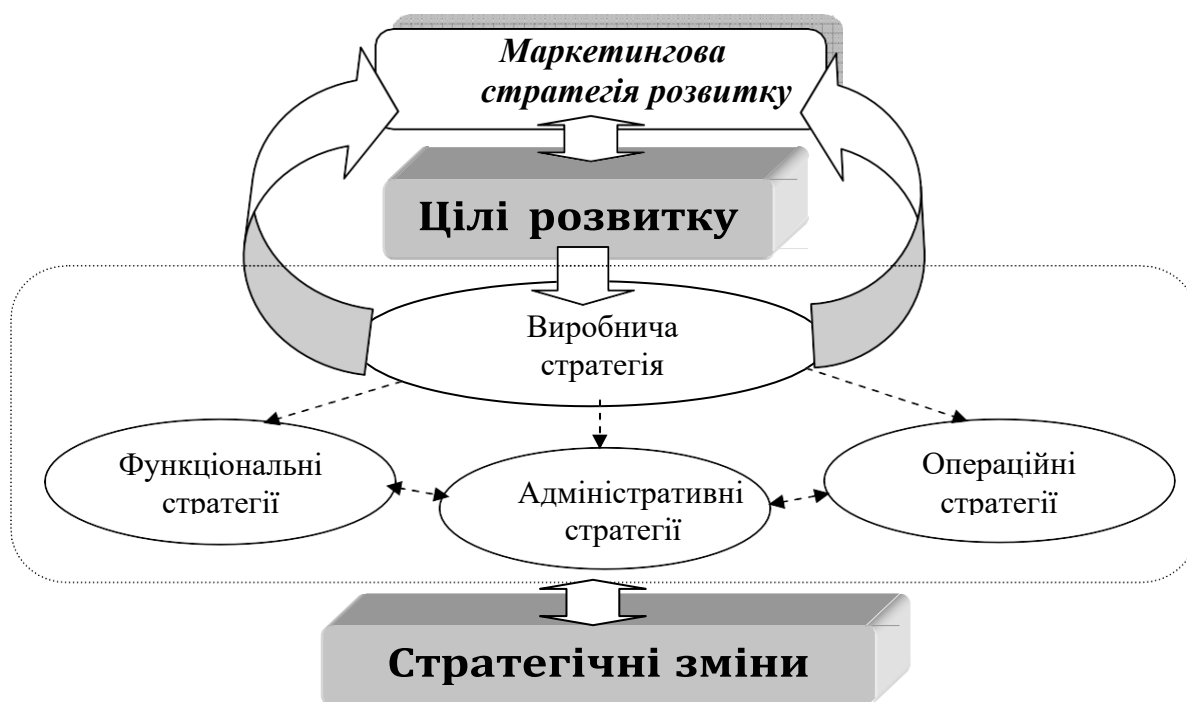 Маркетингова
стратегія розвитку
Цілі розвитку
Виробнича
стратегія
Функціональні
стратегії
Адміністративні
стратегії
Операційні
стратегії
Стратегічні зміни